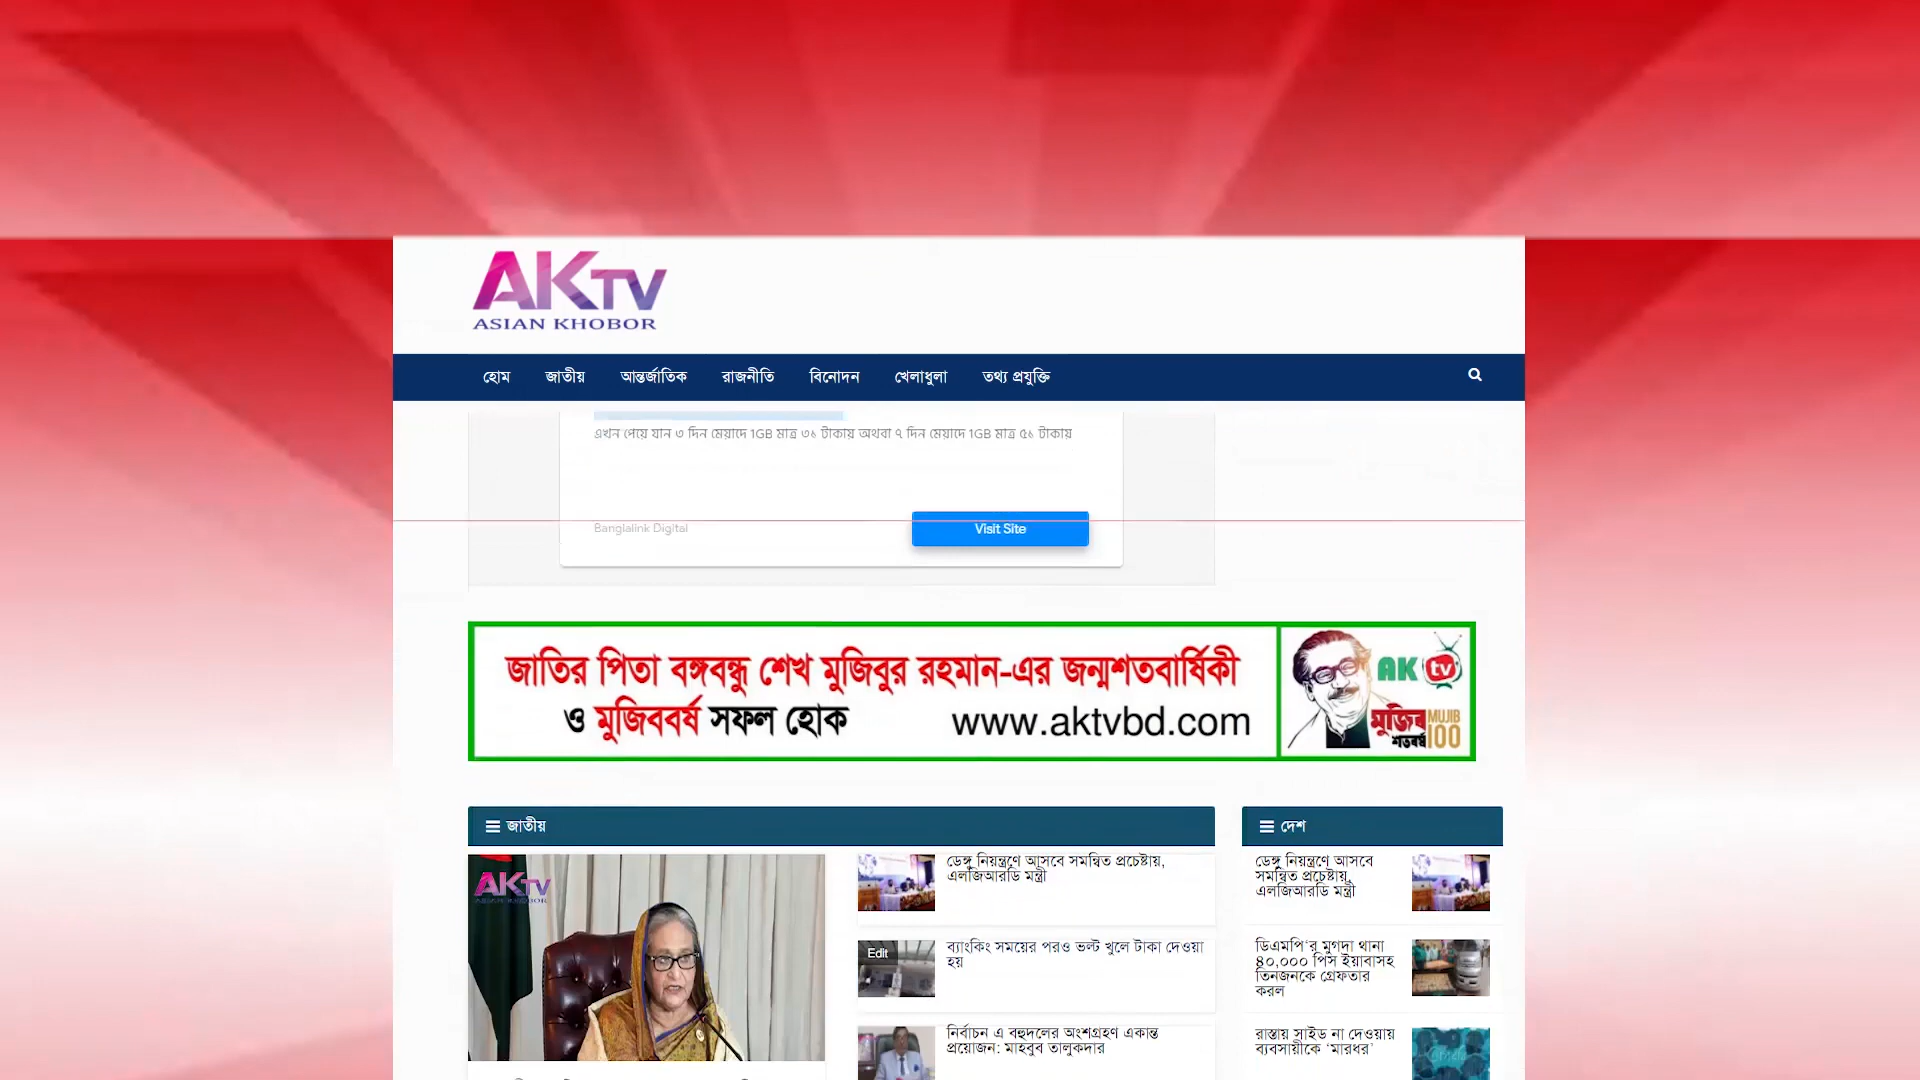 AKTV
ASIAN KHOBOR
হোম জাতীয় আন্তর্জাতিক রাজনীতি বিনোদন খেলাধুলা তথ্য প্রযুক্তি
এখন পেয়ে যান ৩ দিন মেয়াদে 1GB মাত্র ৩১ টাকায় অথবা ৭ দিন মেয়াদে 1GB মাত্র ৫১ টাকায়
Banglalink Digital
Visit Site
জাতির পিতা বঙ্গবন্ধু শেখ মুজিবুর রহমান-এর জন্মশতবার্ষিকী
ও মুজিববর্ষ সফল হোক www.aktvbd.com
AK tv
মুজিব শতবর্ষ
MUJIB 100
জাতীয়
AKTV
ASIAN KHOBOR
ডেঙ্গু নিয়ন্ত্রণে আসবে সমন্বিত প্রচেষ্টায়,
এলজিআরডি মন্ত্রী
Edit
ব্যাংকিং সময়ের পরও ভল্ট খুলে টাকা দেওয়া
হয়
নির্বাচন এ বহুদলের অংশগ্রহণ একান্ত
প্রয়োজন: মাহবুব তালুকদার
দেশ
ডেঙ্গু নিয়ন্ত্রণে আসবে
সমন্বিত প্রচেষ্টায়,
এলজিআরডি মন্ত্রী
ডিএমপি'র মুগদা থানা
৪০,০০০ পিস ইয়াবাসহ
তিনজনকে গ্রেফতার
করল
রাস্তায় সাইড না দেওয়ায়
ব্যবসায়ীকে ‘মারধর’